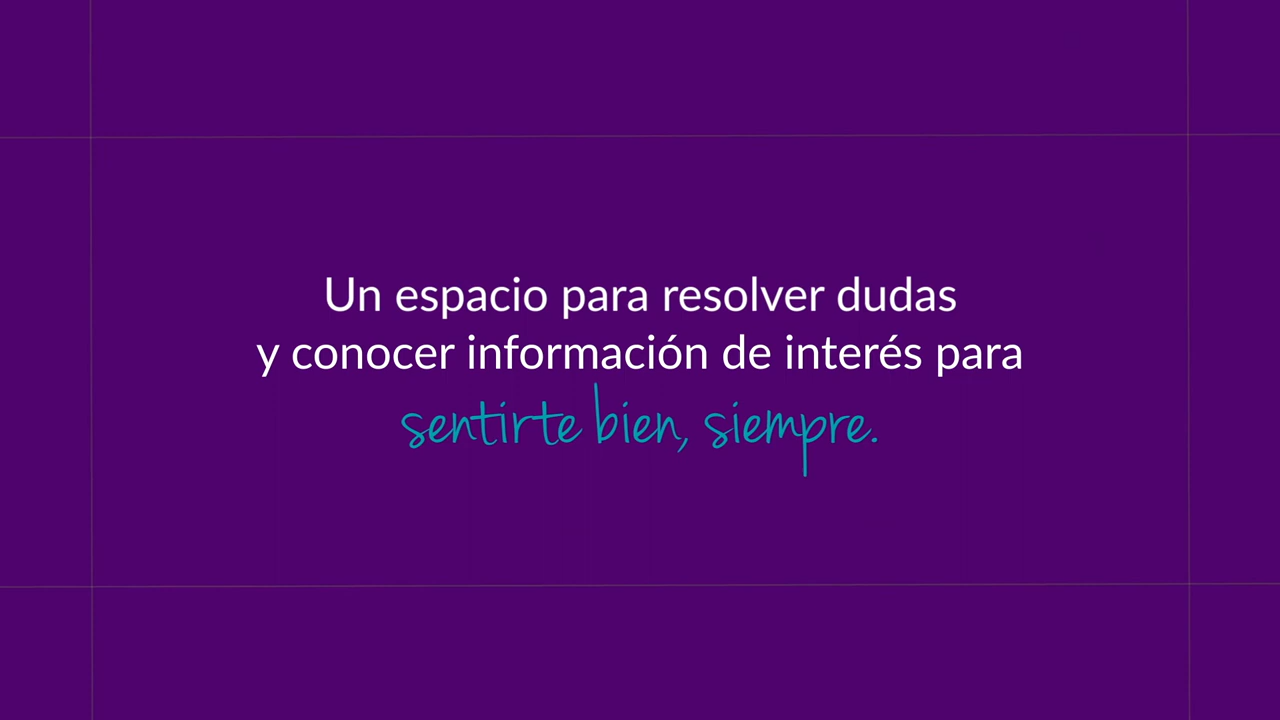 Un espacio para resolver dudas
y conocer información de interés para
sentirte bien, siempre.